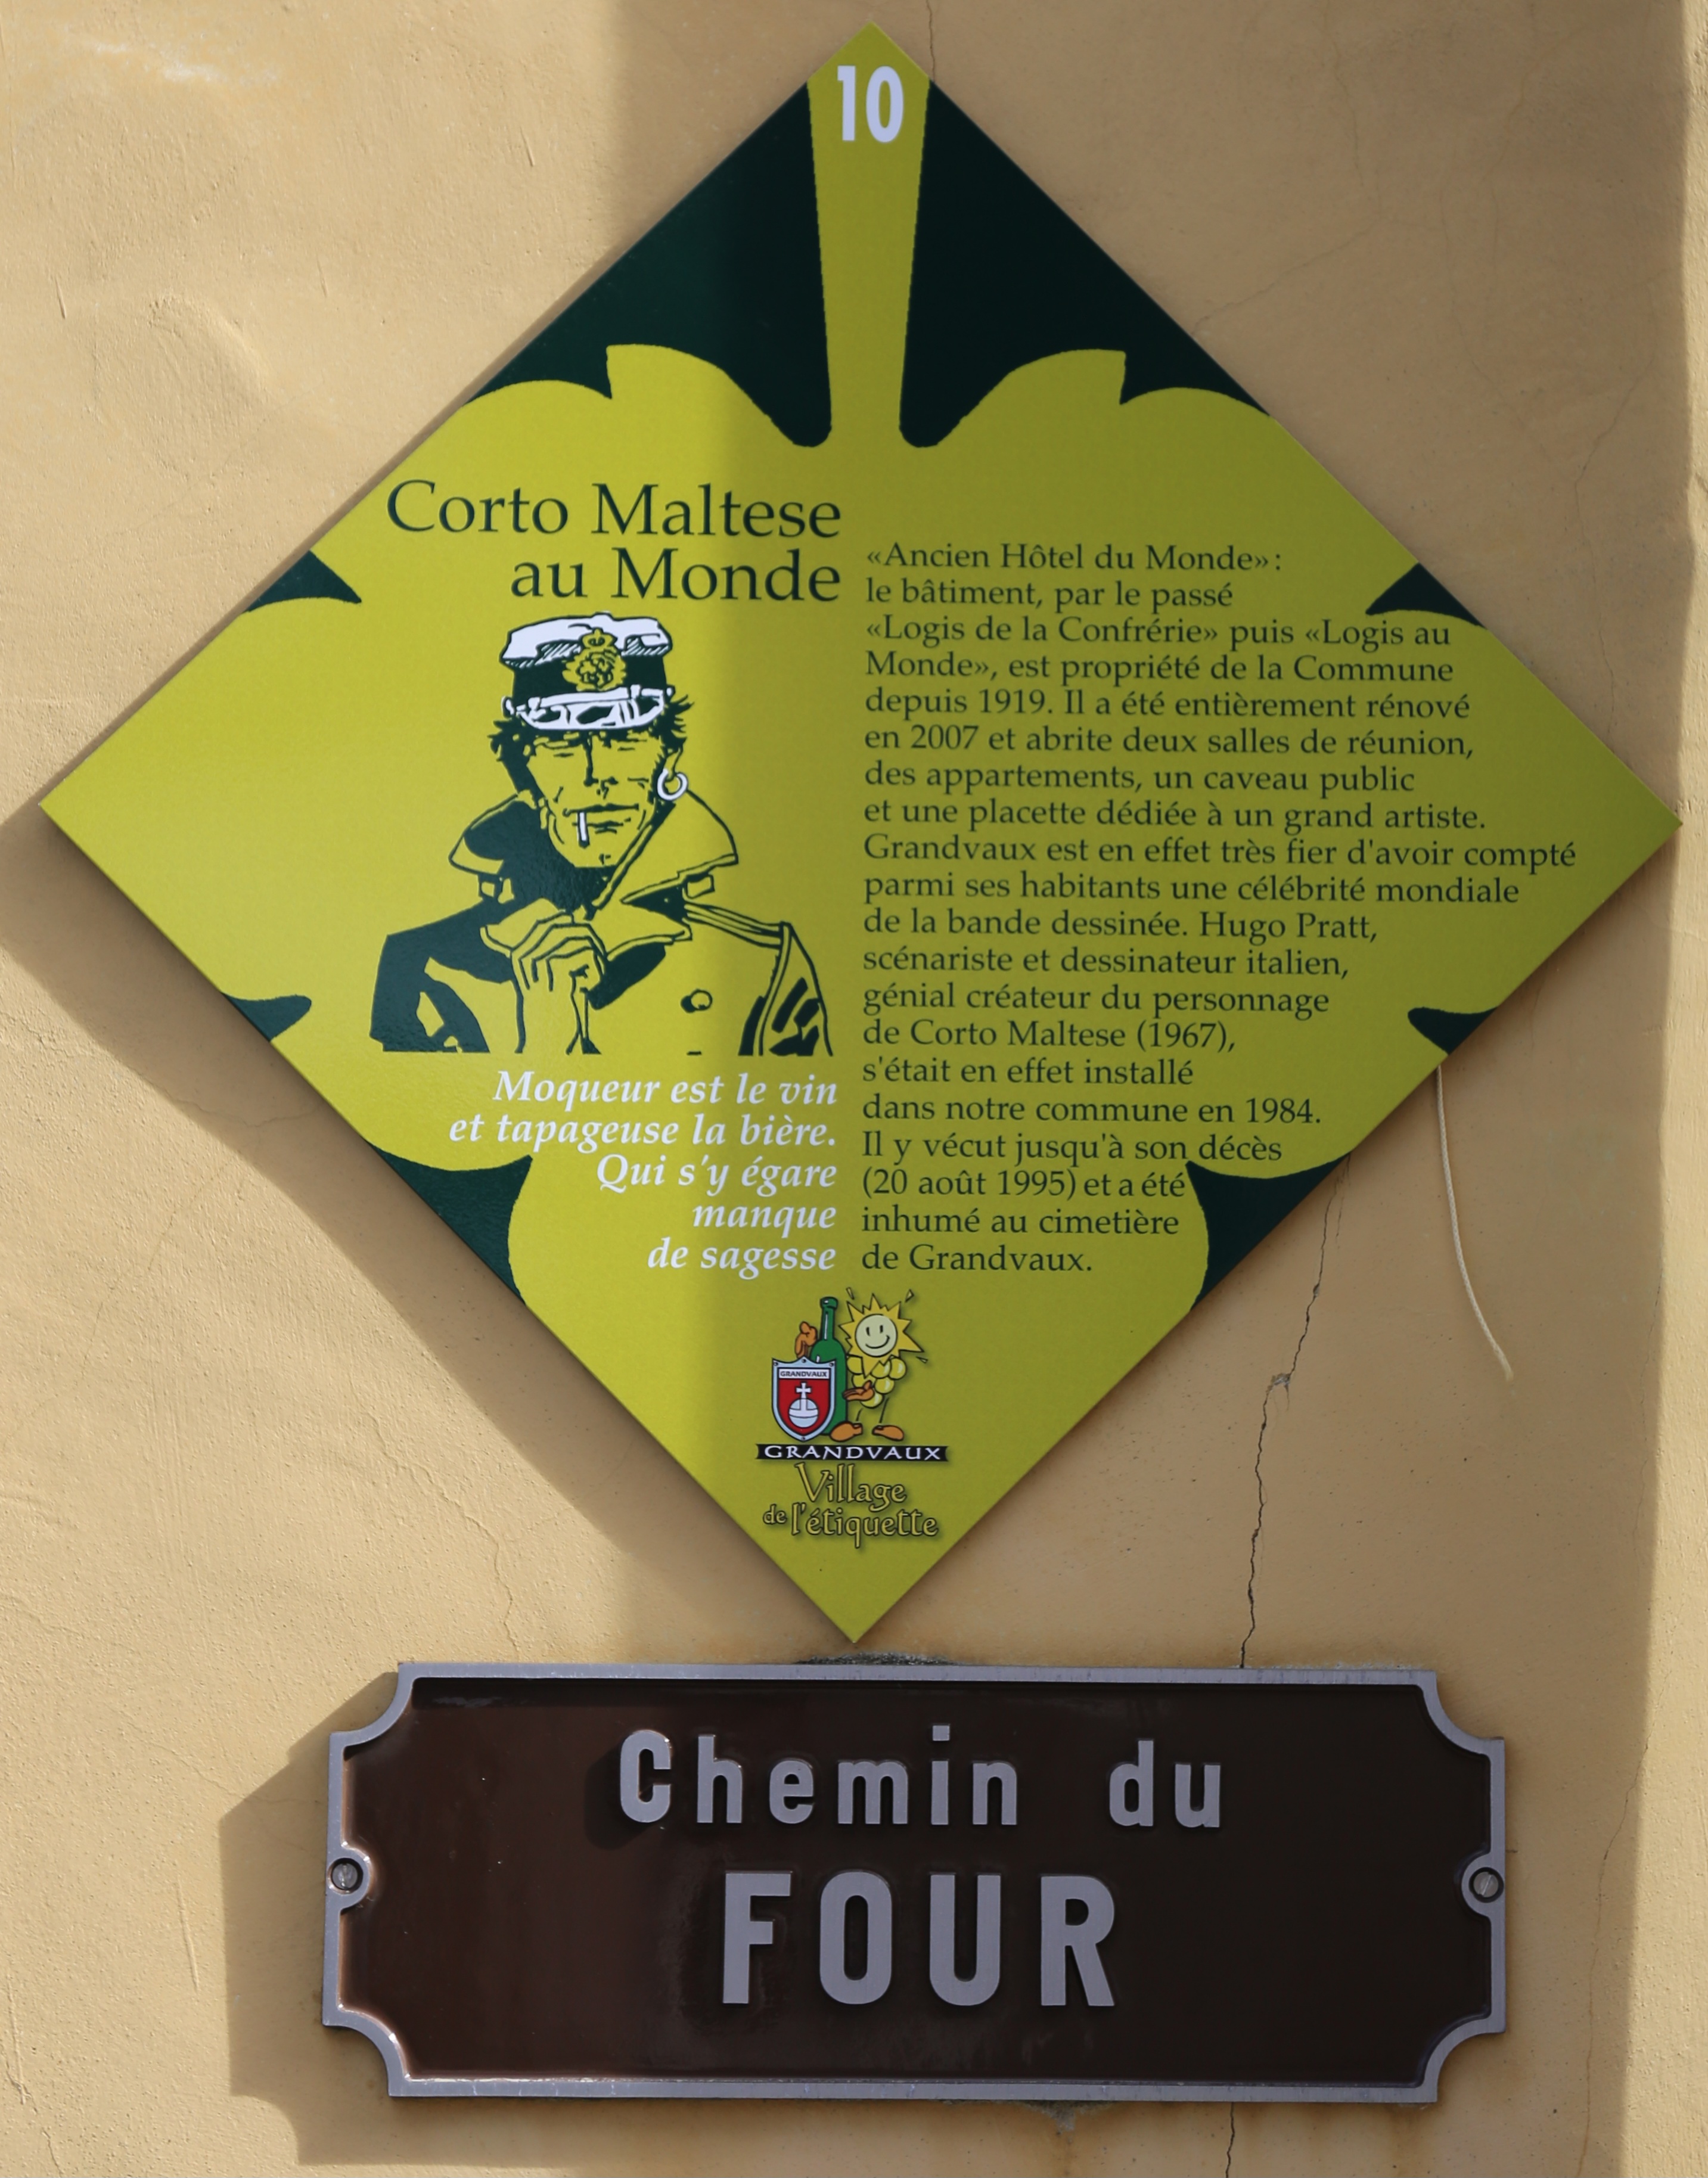 10
Corto Maltese
au Monde
«Ancien Hôtel du Monde»:
le bâtiment, par le passé
«Logis de la Confrérie» puis «Logis au
Monde», est propriété de la Commune
depuis 1919. Il a été entièrement rénové
en 2007 et abrite deux salles de réunion,
des appartements, un caveau public
et une placette dédiée à un grand artiste.
Grandvaux est en effet très fier d'avoir compté
parmi ses habitants une célébrité mondiale
de la bande dessinée. Hugo Pratt,
scénariste et dessinateur italien,
génial créateur du personnage
de Corto Maltese (1967),
s'était en effet installé
dans notre commune en 1984.
Il y vécut jusqu'à son décès
(20 août 1995) et a été
inhumé au cimetière
de Grandvaux.
Moqueur est le vin
et tapageuse la bière.
Qui s'y égare
manque
de sagesse
GRANDVAUX
GRANDVAUX
Village
de l'étiquette
Chemin du
FOUR